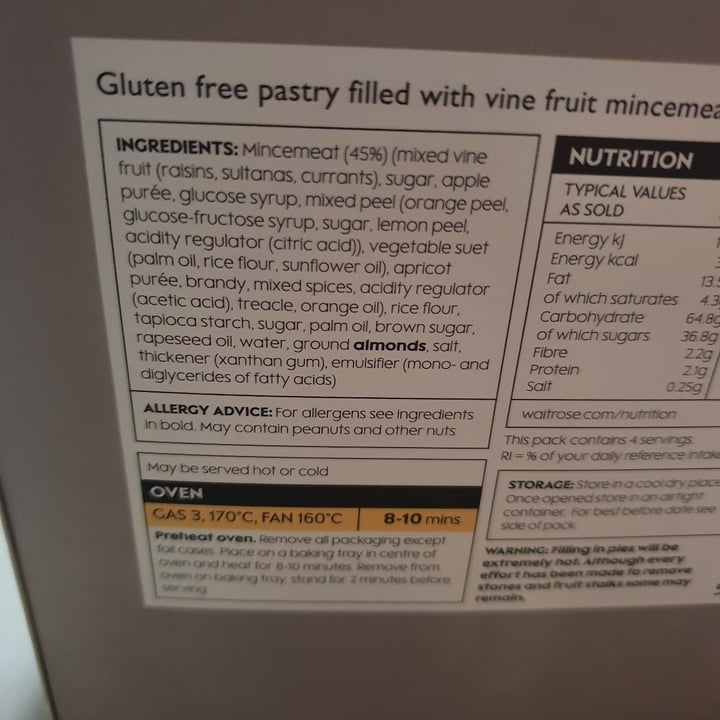 Gluten free pastry filled with vine fruit
INGREDIENTS: Mincemeat (45%) (mixed vine
fruit (raisins, sultanas, currants), sugar, apple
purée, glucose syrup, mixed peel (orange peel,
glucose-fructose syrup, sugar, lemon peel,
acidity regulator (citric acid)), vegetable suet
(palm oil, rice flour, sunflower oil), apricot
purée, brandy, mixed spices, acidity regulator
(acetic acid), treacle, orange oil), rice flour,
tapioca starch, sugar, palm oil, brown sugar,
rapeseed oil, water, ground almonds, salt,
thickener (xanthan gum), emulsifier (mono- and
diglycerides of fatty acids)
ALLERGY ADVICE: For allergens see ingredients
in bold. May contain peanuts and other nuts
May be served hot or cold
OVEN
GAS 3, 170°C, FAN 160°C 8-10 mins
Preheat oven. Remove all packaging except
foil cases. Place on a baking tray in centre of
oven and heat for 8-10 minutes. Remove from
oven on baking tray, stand for 2 minutes before
serving
NUTRITION
TYPICAL VALUES
AS SOLD
Energy kJ
Energy kcal
Fat
of which saturates
Carbohydrate 64.8g
of which sugars 36.8g
Fibre 2.2g
Protein 2.1g
Salt 0.25g
waitrose.com/nutrition
This pack contains 4 servings.
RI = % of your daily reference
STORAGE: Store in a cool dry place
Once opened store in an airtight
container. For best before date see
side of pack.
WARNING: Filling in pies will be
extremely hot. Although every
effort has been made to remove
stones and fruit stalks some may
remain.